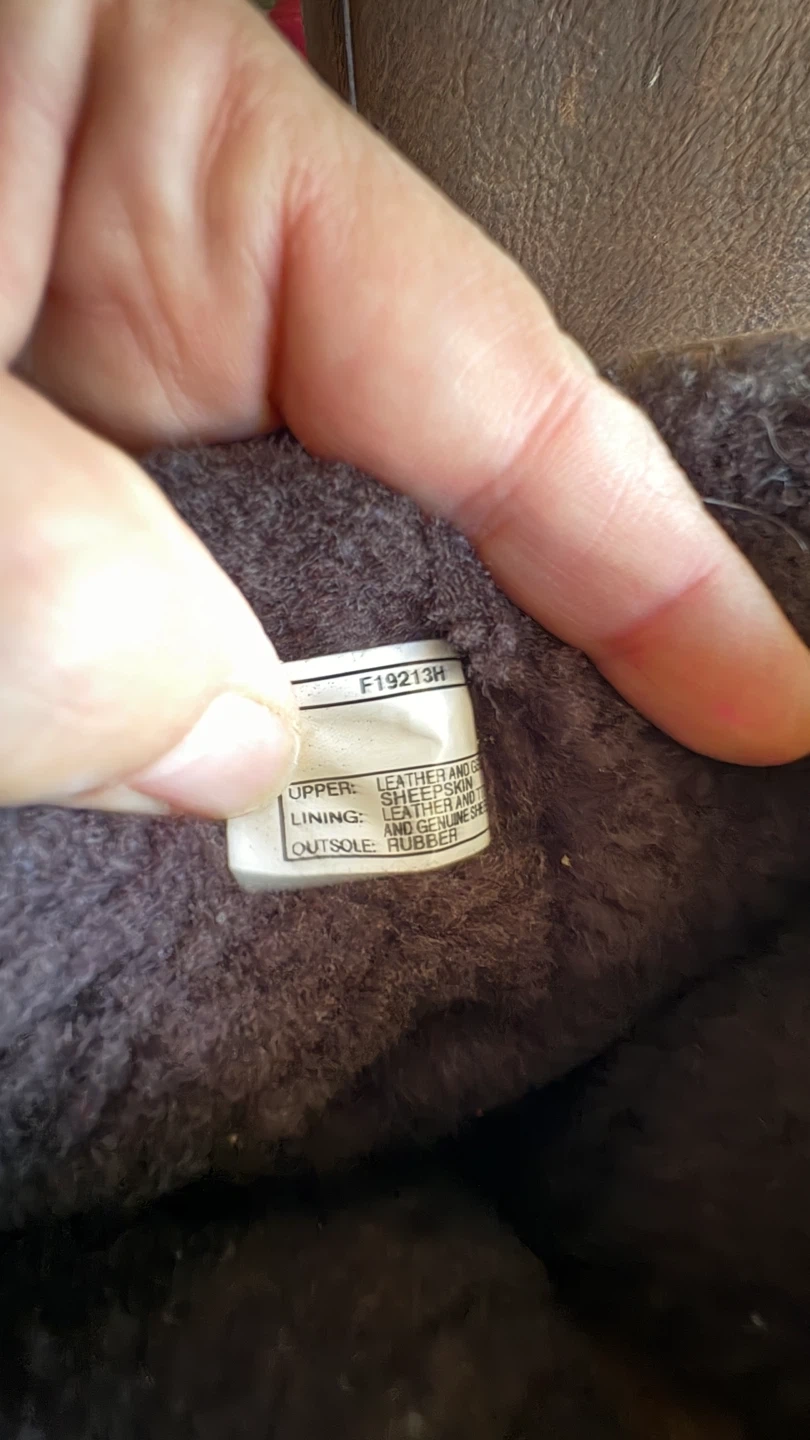 F19213H
UPPER: LEATHER AND
SHEEPSKIN
LINING: LEATHER AND
AND GENUINE
OUTSOLE: RUBBER